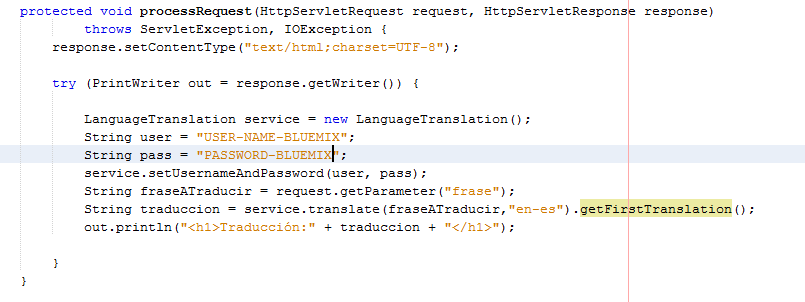 protected void processRequest(HttpServletRequest request, HttpServletResponse response)
throws ServletException, IOException {
response.setContentType("text/html;charset=UTF-8");
try (PrintWriter out = response.getWriter()) {
LanguageTranslation service = new LanguageTranslation();
String user = "USER-NAME-BLUEMIX";
String pass = "PASSWORD-BLUEMIX";
service.setUsernameAndPassword(user, pass);
String fraseATraducir = request.getParameter("frase");
String traduccion = service.translate(fraseATraducir,"en-es").getFirstTranslation();
out.println("<h1>Traducción:" + traduccion + "</h1>");
}
}